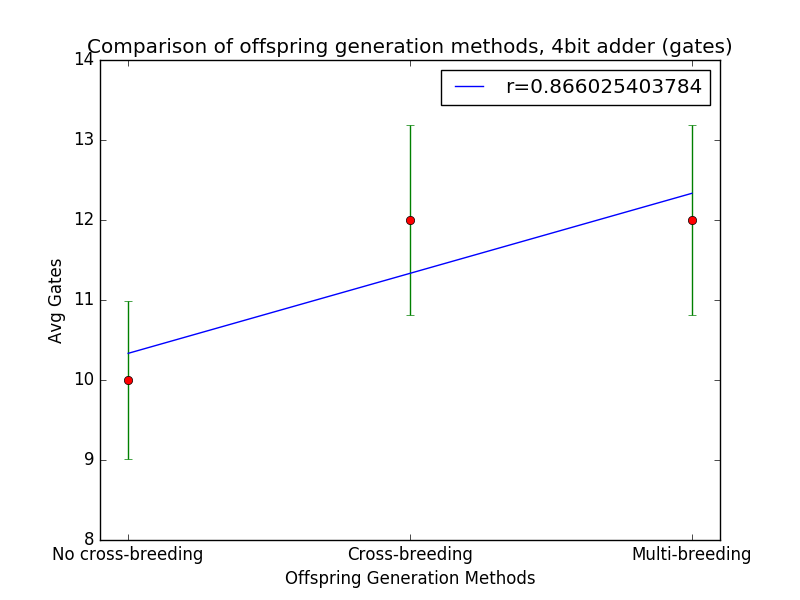 Comparison of offspring generation methods, 4bit adder (gates)
r=0.866025403784
14
13
12
11
10
9
8
Avg Gates
No cross-breeding
Cross-breeding
Multi-breeding
Offspring Generation Methods